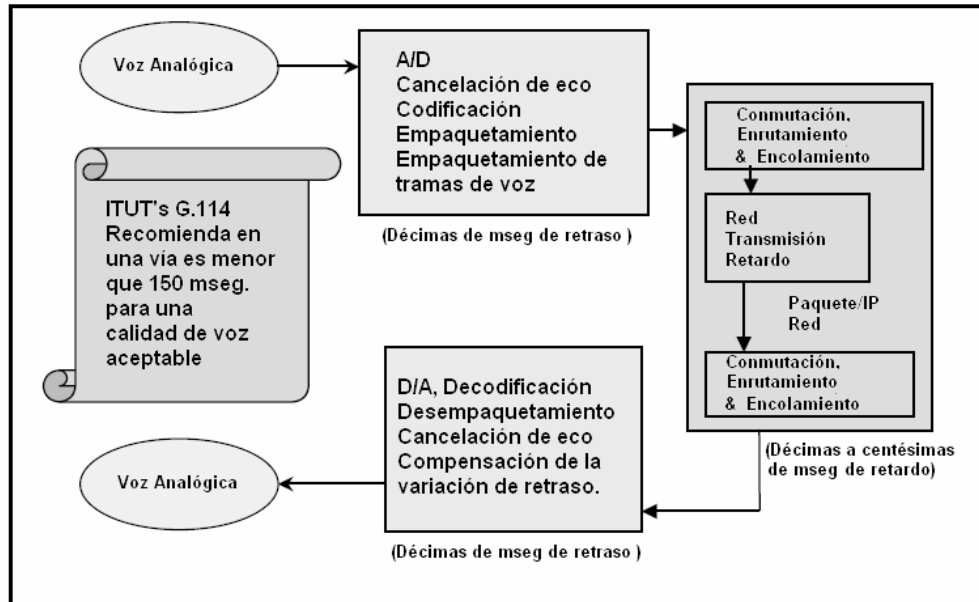 Voz Analógica
A/D
Cancelación de eco
Codificación
Empaquetamiento
Empaquetamiento de
tramas de voz
(Décimas de mseg de retraso )
Conmutación,
Enrutamiento
& Encolamiento
Red
Transmisión
Retardo
Paquete/IP
Red
Conmutación,
Enrutamiento
& Encolamiento
(Décimas a centésimas
de mseg de retardo)
ITUT's G.114
Recomienda en
una vía es menor
que 150 mseg.
para una
calidad de voz
aceptable
D/A, Decodificación
Desempaquetamiento
Cancelación de eco
Compensación de la
variación de retraso.
(Décimas de mseg de retraso )
Voz Analógica